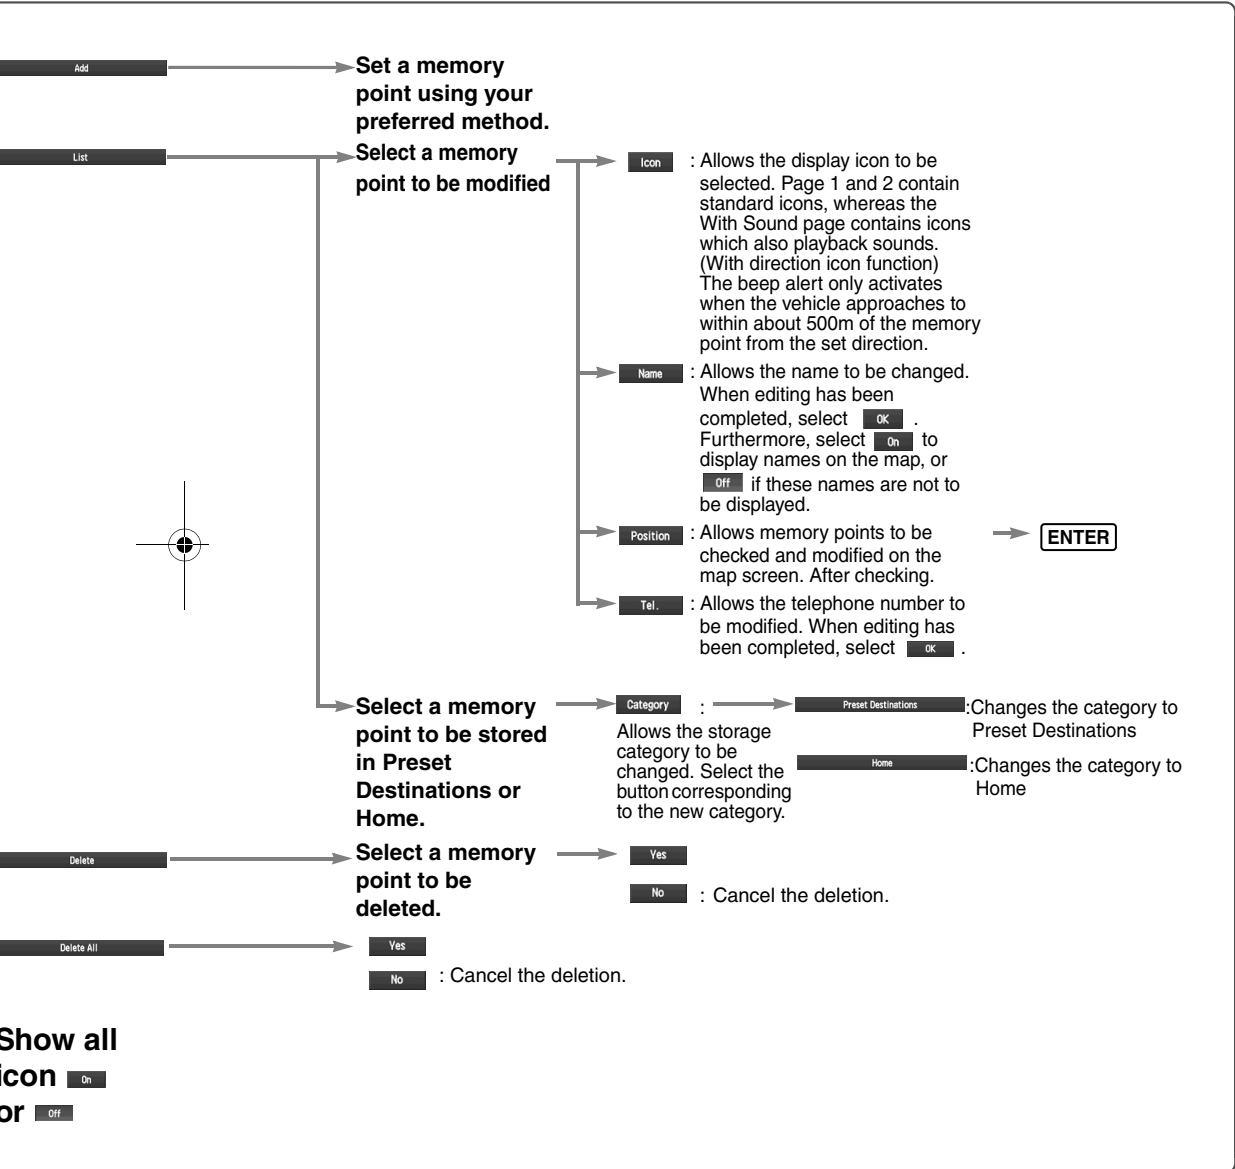 Add
Set a memory
point using your
preferred method.
List
Select a memory
point to be modified
Icon : Allows the display icon to be
selected. Page 1 and 2 contain
standard icons, whereas the
With Sound page contains icons
which also playback sounds.
(With direction icon function)
The beep alert only activates
when the vehicle approaches to
within about 500m of the memory
point from the set direction.
Name : Allows the name to be changed.
When editing has been
completed, select OK .
Furthermore, select On to
display names on the map, or
Off if these names are not to
be displayed.
Position : Allows memory points to be
checked and modified on the
map screen. After checking.
ENTER
Tel. : Allows the telephone number to
be modified. When editing has
been completed, select OK .
Select a memory
point to be stored
in Preset
Destinations or
Home.
Category :
Allows the storage
category to be
changed. Select the
button corresponding
to the new category.
Preset Destinations :Changes the category to
Preset Destinations
Home :Changes the category to
Home
Delete
Select a memory
point to be
deleted.
Yes
No : Cancel the deletion.
Delete All
Yes
No : Cancel the deletion.
Show all
icon On
or Off